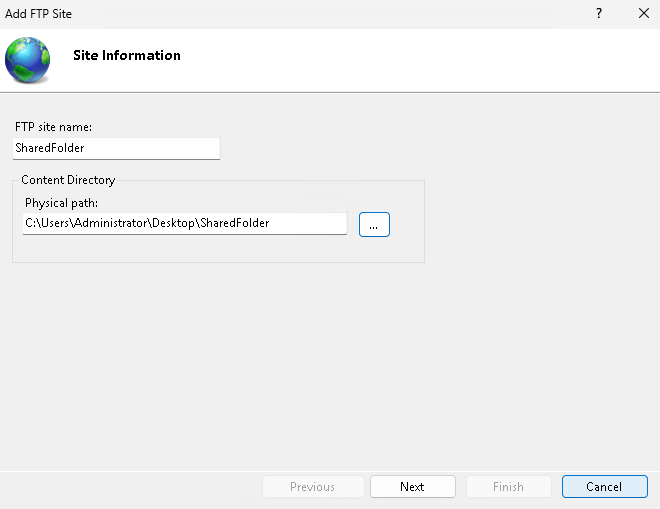 Add FTP Site
?
Site Information
FTP site name:
SharedFolder
Content Directory
Physical path:
C:\Users\Administrator\Desktop\SharedFolder
...
Previous
Next
Finish
Cancel